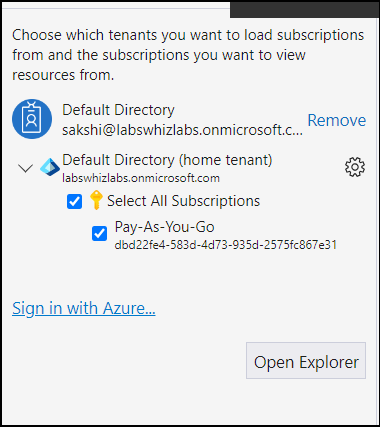 Choose which tenants you want to load subscriptions
from and the subscriptions you want to view
resources from.
Default Directory
sakshi@labswhizlabs.onmicrosoft.c... Remove
Default Directory (home tenant)
labswhizlabs.onmicrosoft.com
Select All Subscriptions
Pay-As-You-Go
dbd22fe4-583d-4d73-935d-2575fc867e31
Sign in with Azure...
Open Explorer